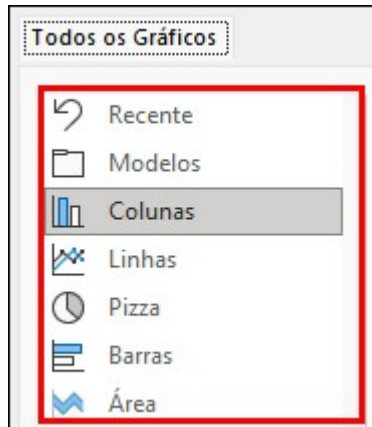 Todos os Gráficos
Recente
Modelos
Colunas
Linhas
Pizza
Barras
Área